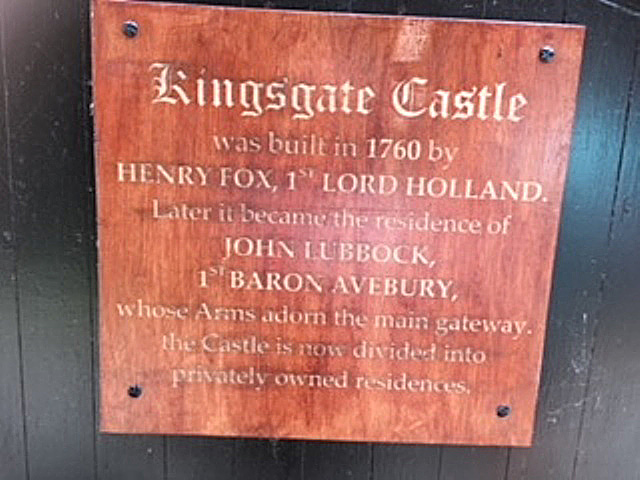 Kingsgate Castle
was built in 1760 by
HENRY FOX, 1ST LORD HOLLAND.
Later it became the residence of
JOHN LUBBOCK,
1ST BARON AVEBURY,
whose Arms adorn the main gateway.
the Castle is now divided into
privately owned residences.